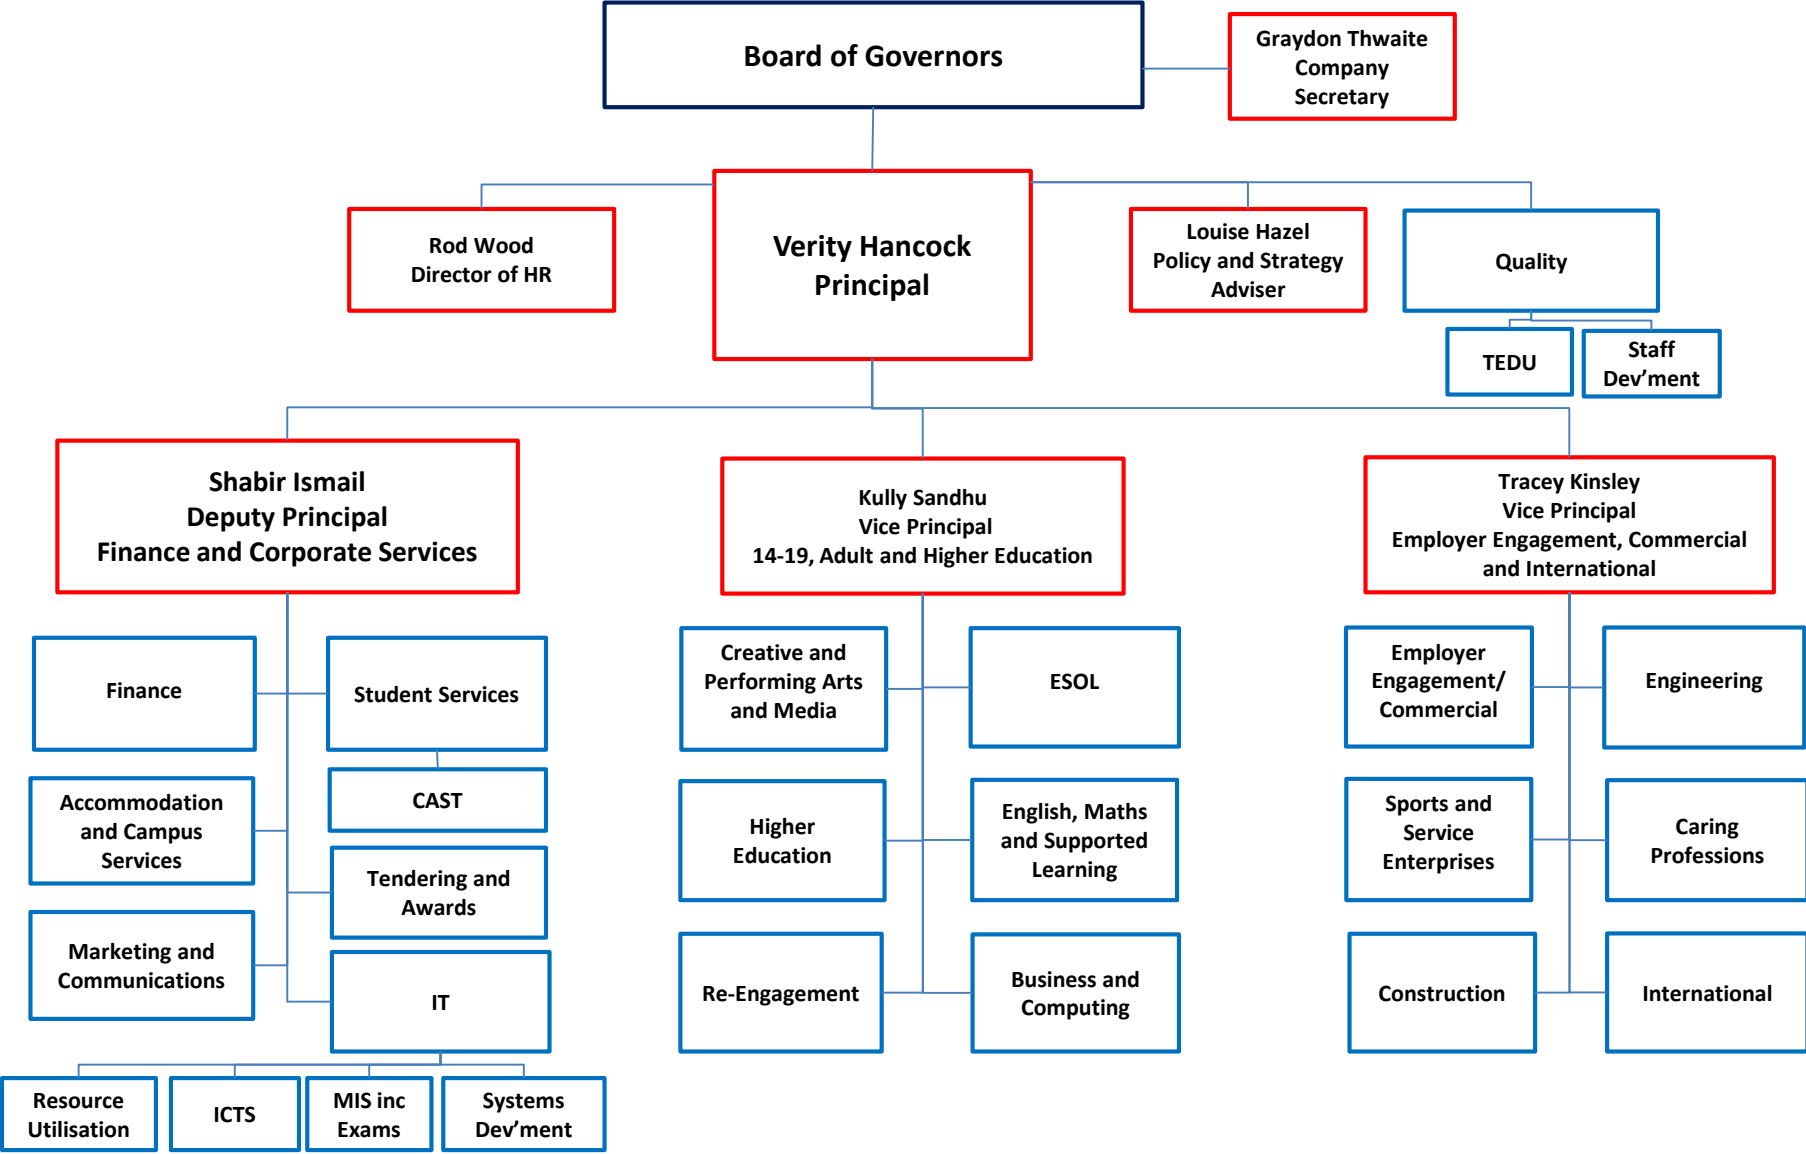 Board of Governors
Graydon Thwaite
Company
Secretary
Rod Wood
Director of HR
Verity Hancock
Principal
Louise Hazel
Policy and Strategy
Adviser
Quality
TEDU
Staff
Dev’ment
Shabir Ismail
Deputy Principal
Finance and Corporate Services
Kully Sandhu
Vice Principal
14-19, Adult and Higher Education
Tracey Kinsley
Vice Principal
Employer Engagement, Commercial
and International
Finance
Student Services
CAST
Accommodation
and Campus
Services
Tendering and
Awards
Marketing and
Communications
IT
Resource
Utilisation
ICTS
MIS inc
Exams
Systems
Dev’ment
Creative and
Performing Arts
and Media
ESOL
Higher
Education
English, Maths
and Supported
Learning
Re-Engagement
Business and
Computing
Employer
Engagement/
Commercial
Engineering
Sports and
Service
Enterprises
Caring
Professions
Construction
International